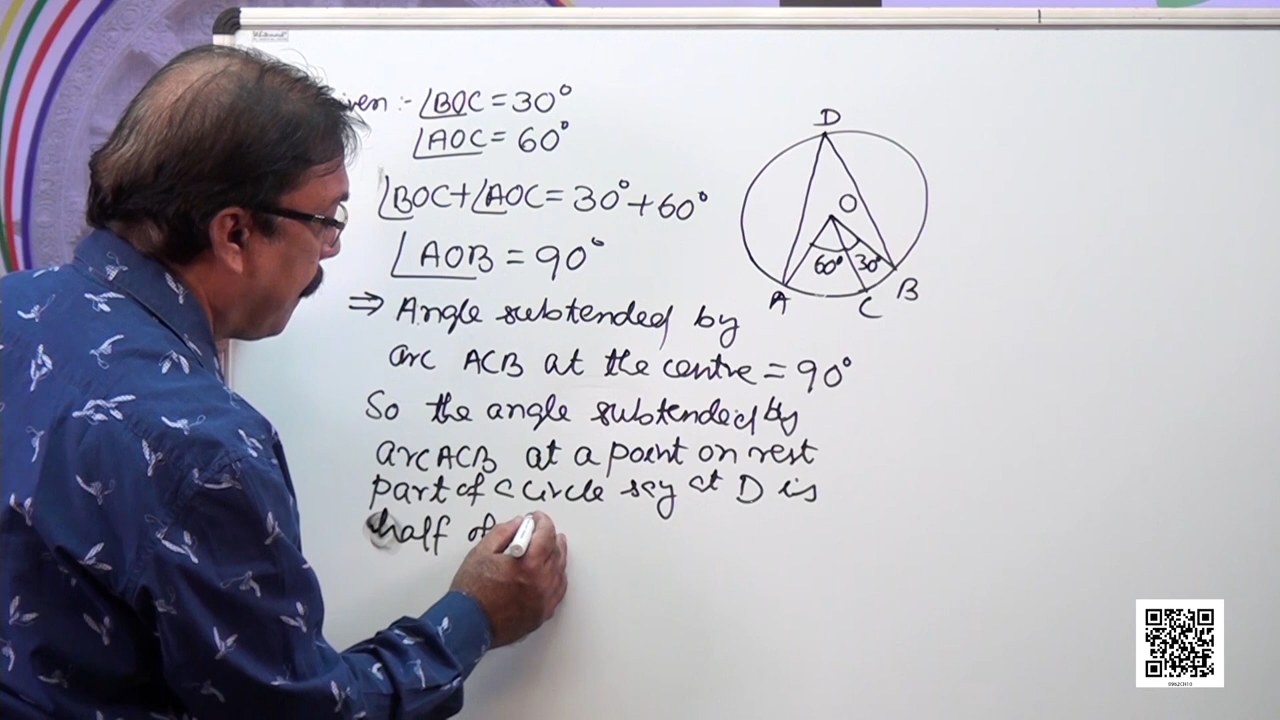 iven :- ∠BOC = 30°
∠AOC = 60°
∠BOC + ∠AOC = 30° + 60°
∠AOB = 90°
⇒ Angle subtended by
arc ACB at the centre = 90°
So the angle subtended by
arc ACB at a point on rest
part of circle say at D is
half of
D
O
60° 30°
A C B
0962CH10